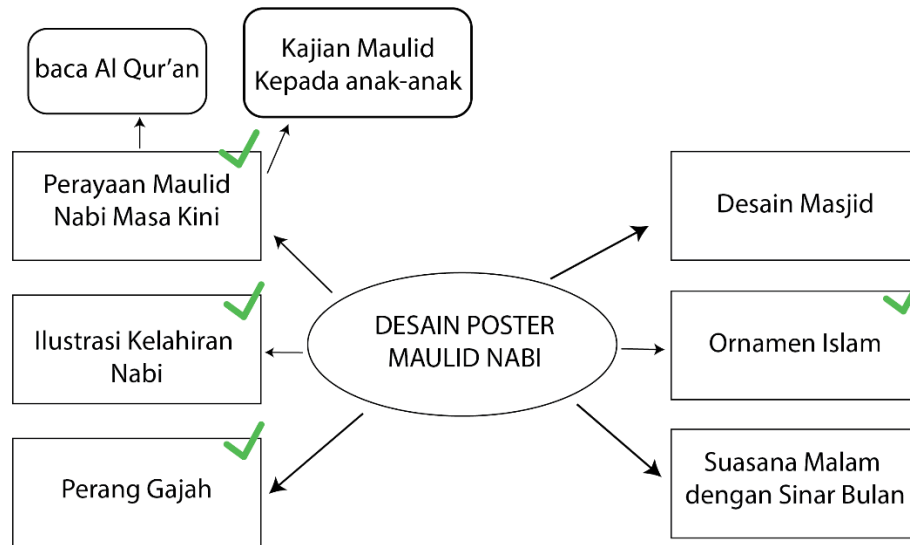 baca Al Qur'an
Kajian Maulid
Kepada anak-anak
Perayaan Maulid
Nabi Masa Kini
Ilustrasi Kelahiran
Nabi
Perang Gajah
DESAIN POSTER
MAULID NABI
Desain Masjid
Ornamen Islam
Suasana Malam
dengan Sinar Bulan